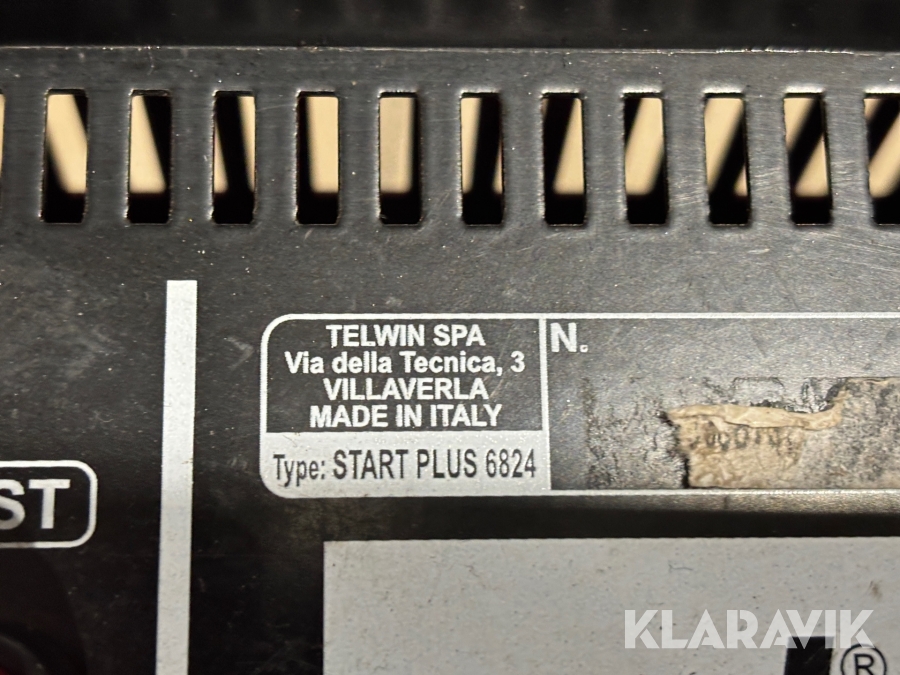 TELWIN SPA
Via della Tecnica, 3
VILLAVERLA
MADE IN ITALY
Type: START PLUS 6824
N.
ST
KLARAVIK
®